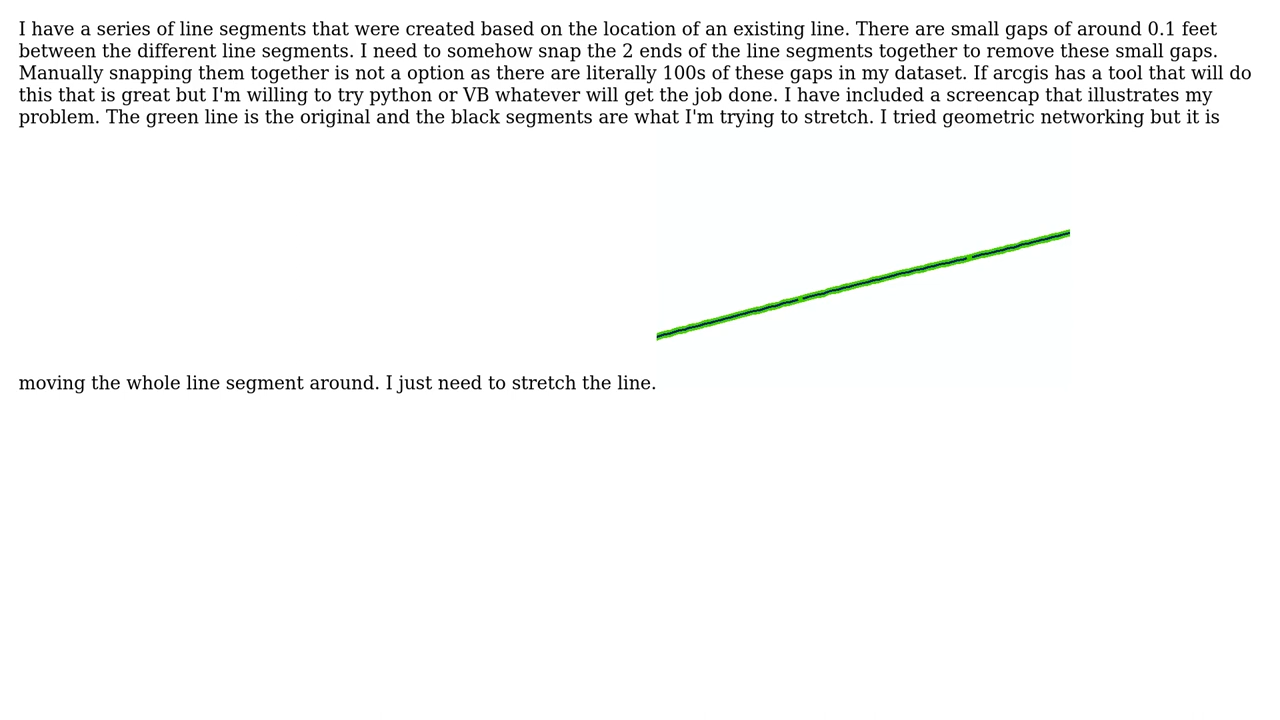 I have a series of line segments that were created based on the location of an existing line. There are small gaps of around 0.1 feet
between the different line segments. I need to somehow snap the 2 ends of the line segments together to remove these small gaps.
Manually snapping them together is not a option as there are literally 100s of these gaps in my dataset. If arcgis has a tool that will do
this that is great but I'm willing to try python or VB whatever will get the job done. I have included a screencap that illustrates my
problem. The green line is the original and the black segments are what I'm trying to stretch. I tried geometric networking but it is
moving the whole line segment around. I just need to stretch the line.